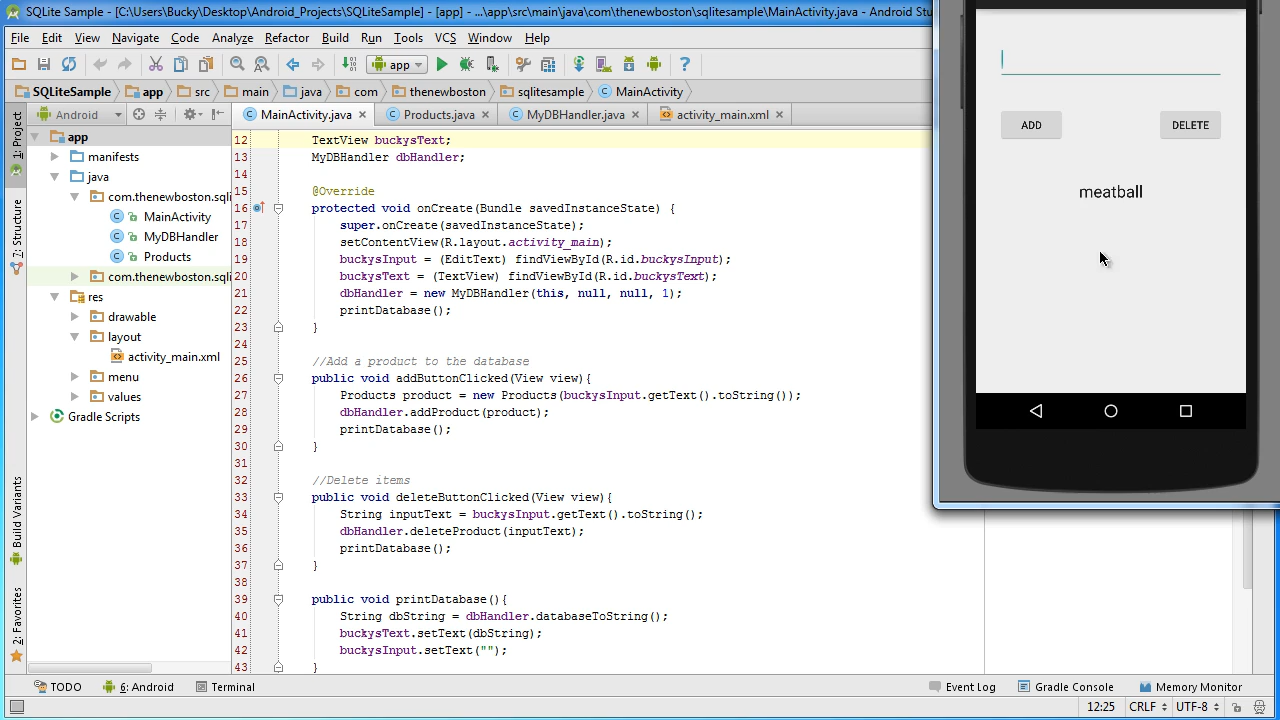 SQLite Sample - [C:\Users\Bucky\Desktop\Android_Projects\SQLiteSample] - [app] - ...\app\src\main\java\com\thenewboston\sqlitesample\MainActivity.java - Android Stu
File Edit View Navigate Code Analyze Refactor Build Run Tools VCS Window Help
app
SQLiteSample app src main java com thenewboston sqlitesample MainActivity
Android
MainActivity.java Products.java MyDBHandler.java activity_main.xml
1: Project
7: Structure
Build Variants
2: Favorites
app
manifests
java
com.thenewboston.sqli
MainActivity
MyDBHandler
Products
com.thenewboston.sqli
res
drawable
layout
activity_main.xml
menu
values
Gradle Scripts
12 TextView buckysText;
13 MyDBHandler dbHandler;
14
15 @Override
16 protected void onCreate(Bundle savedInstanceState) {
17 super.onCreate(savedInstanceState);
18 setContentView(R.layout.activity_main);
19 buckysInput = (EditText) findViewById(R.id.buckysInput);
20 buckysText = (TextView) findViewById(R.id.buckysText);
21 dbHandler = new MyDBHandler(this, null, null, 1);
22 printDatabase();
23 }
24
25 //Add a product to the database
26 public void addButtonClicked(View view){
27 Products product = new Products(buckysInput.getText().toString());
28 dbHandler.addProduct(product);
29 printDatabase();
30 }
31
32 //Delete items
33 public void deleteButtonClicked(View view){
34 String inputText = buckysInput.getText().toString();
35 dbHandler.deleteProduct(inputText);
36 printDatabase();
37 }
38
39 public void printDatabase(){
40 String dbString = dbHandler.databaseToString();
41 buckysText.setText(dbString);
42 buckysInput.setText("");
43 }
ADD DELETE
meatball
TODO 6: Android Terminal Event Log Gradle Console Memory Monitor
12:25 CRLF UTF-8